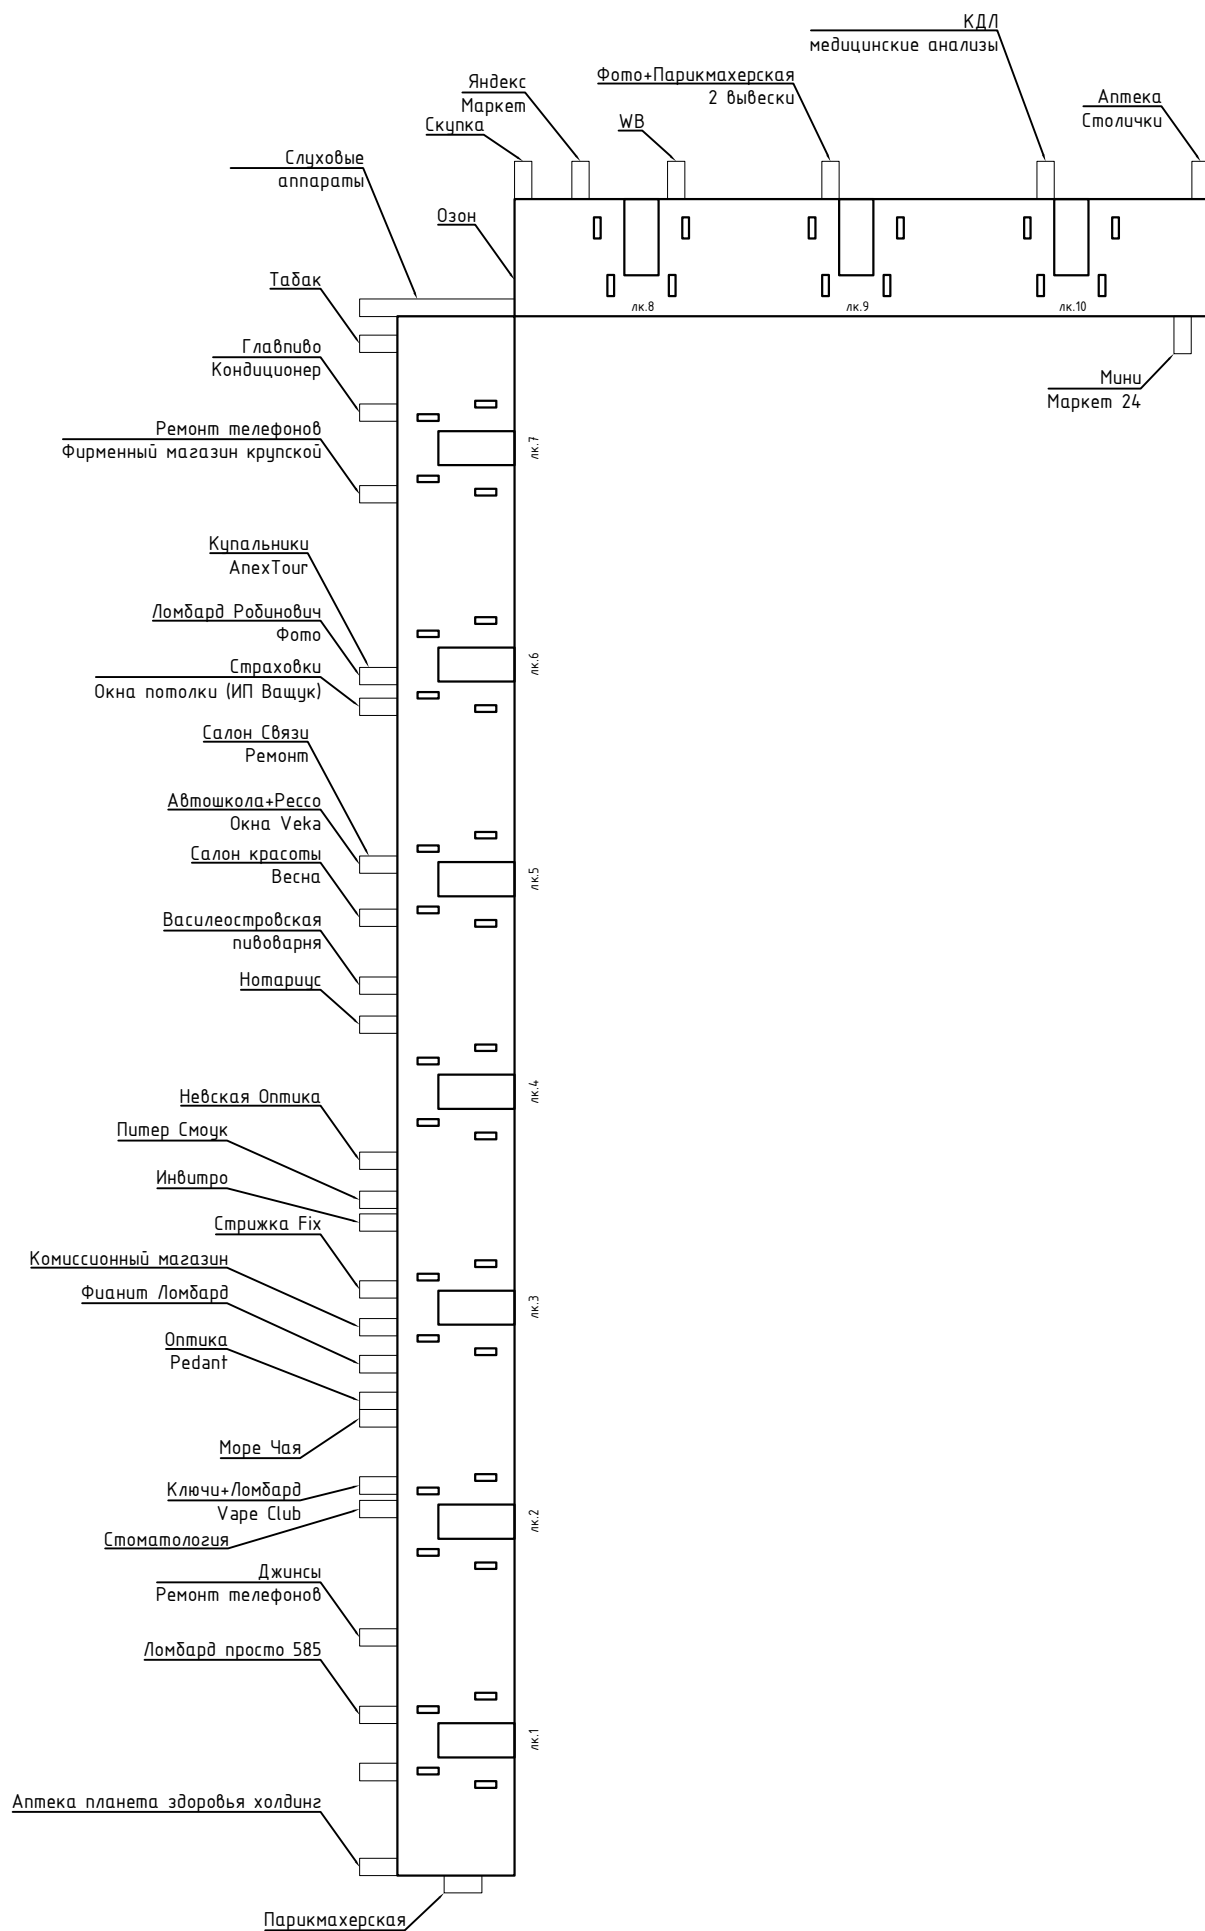 КДЛ
медицинские анализы
Фото+Парикмахерская
2 вывески
Яндекс
Маркет
Аптека
Столички
WB
Скупка
Слуховые
аппараты
Озон
Табак
лк.8
лк.9
лк.10
Главпиво
Кондиционер
Мини
Маркет 24
Ремонт телефонов
Фирменный магазин крупской
лк.7
Купальники
AnexTour
Ломбард Робинович
Фото
лк.6
Страховки
Окна потолки (ИП Ващук)
Салон Связи
Ремонт
Автошкола+Рессо
Окна Veka
Салон красоты
Весна
лк.5
Василеостровская
пивоварня
Нотариус
Невская Оптика
лк.4
Питер Смоук
Инвитро
Стрижка Fix
Комиссионный магазин
Фианит Ломбард
лк.3
Оптика
Pedant
Море Чая
Ключи+Ломбард
Vape Club
лк.2
Стоматология
Джинсы
Ремонт телефонов
Ломбард просто 585
лк.1
Аптека планета здоровья холдинг
Парикмахерская